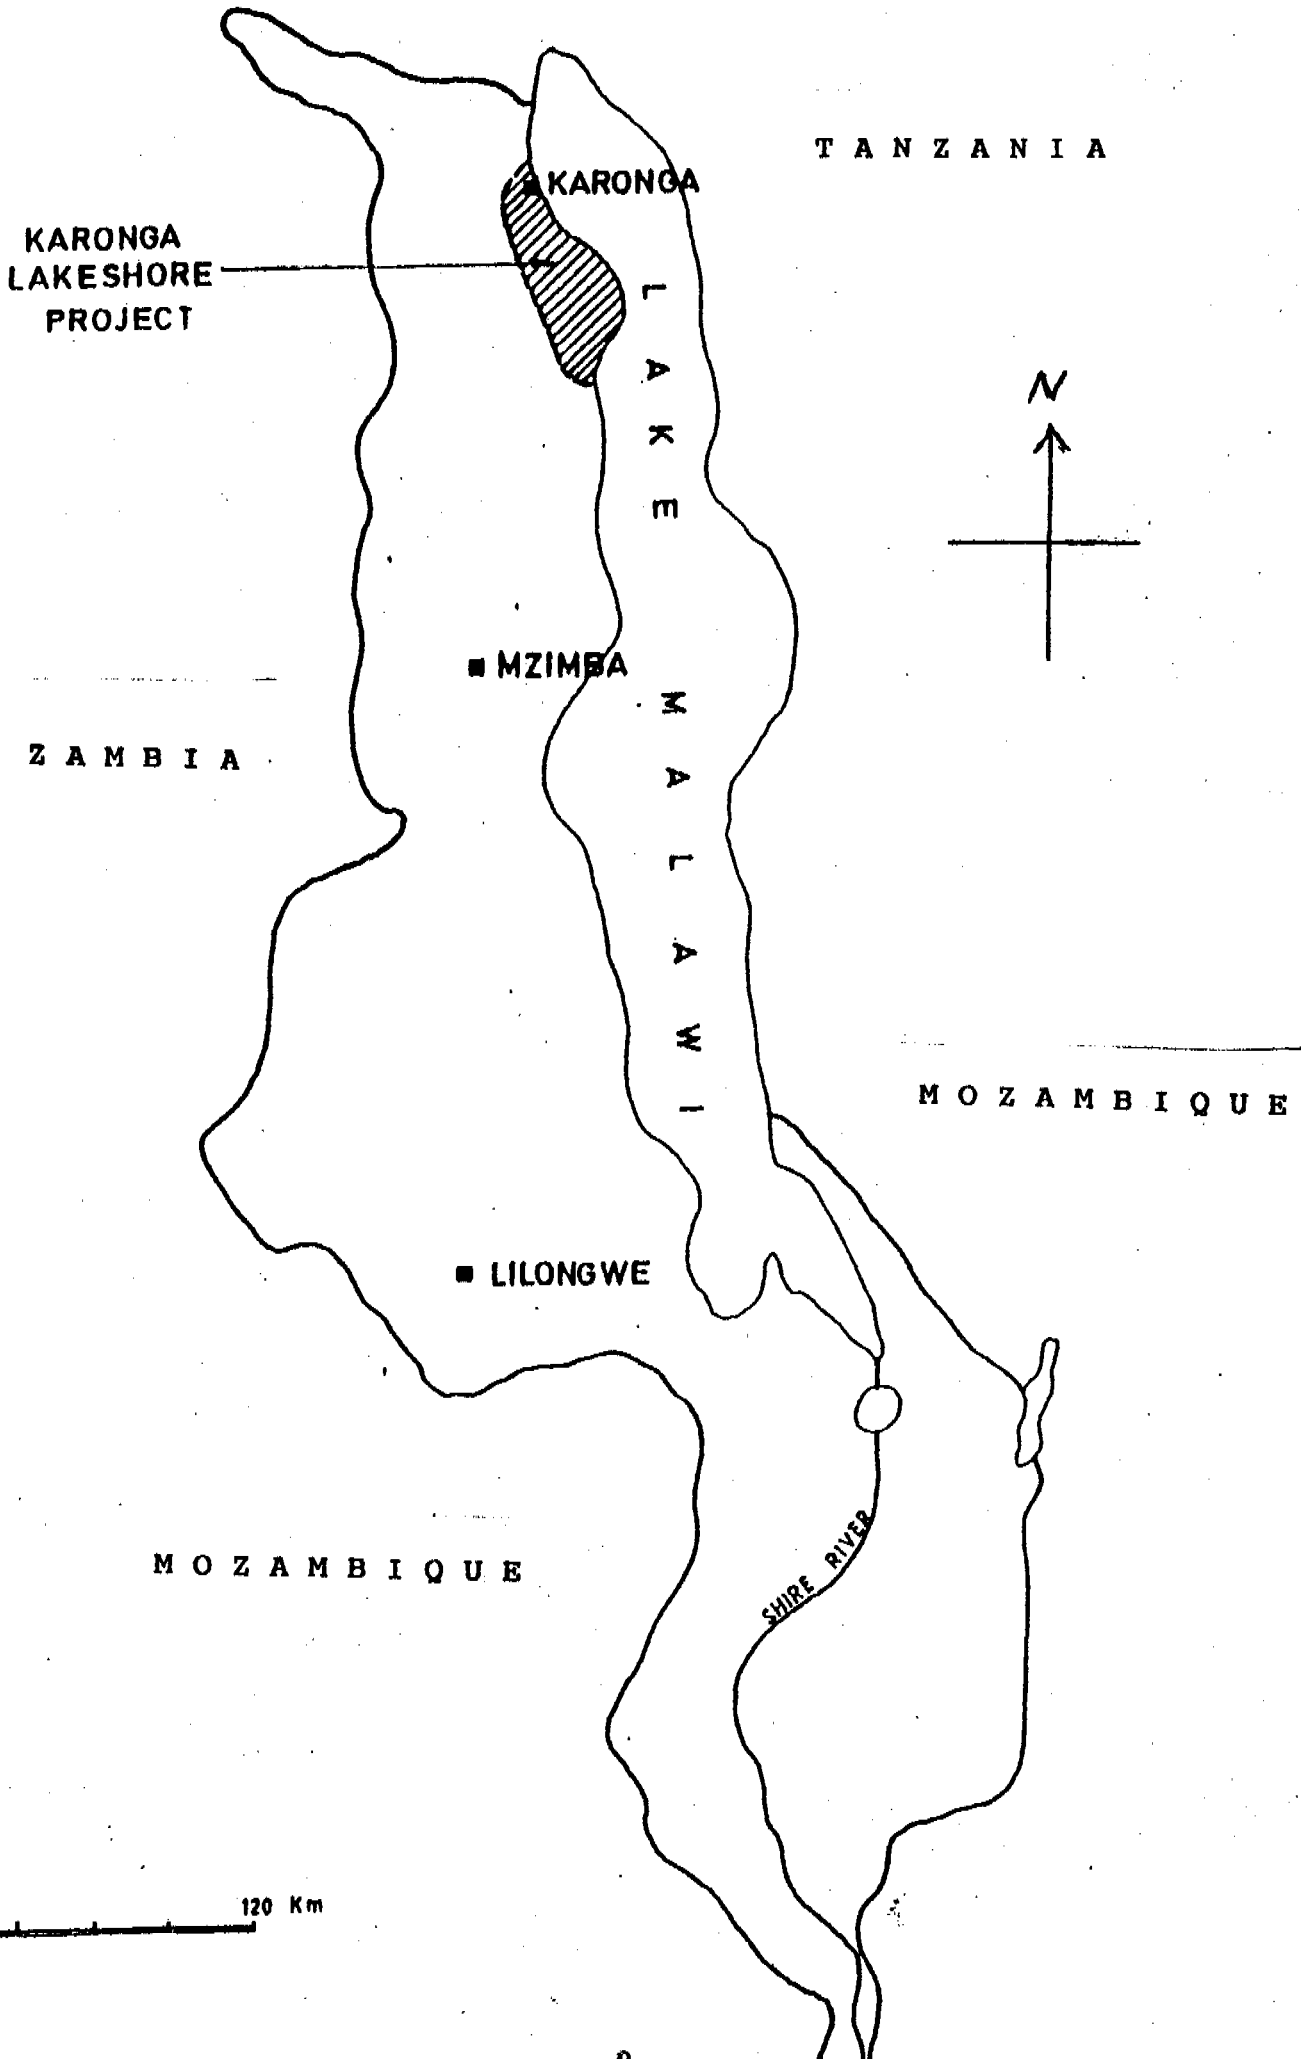 TANZANIA
KARONGA
KARONGA
LAKESHORE
PROJECT
LAKE MALAWI
N
MZIMBA
ZAMBIA
MOZAMBIQUE
LILONGWE
SHIRE RIVER
MOZAMBIQUE
120 Km